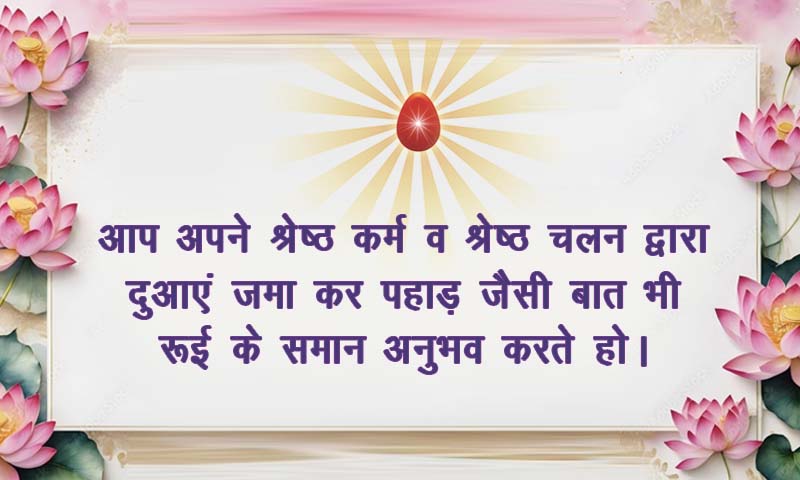 आप अपने श्रेष्ठ कर्म व श्रेष्ठ चलन द्वारा
दुआएं जमा कर पहाड़ जैसी बात भी
रूई के समान अनुभव करते हो।